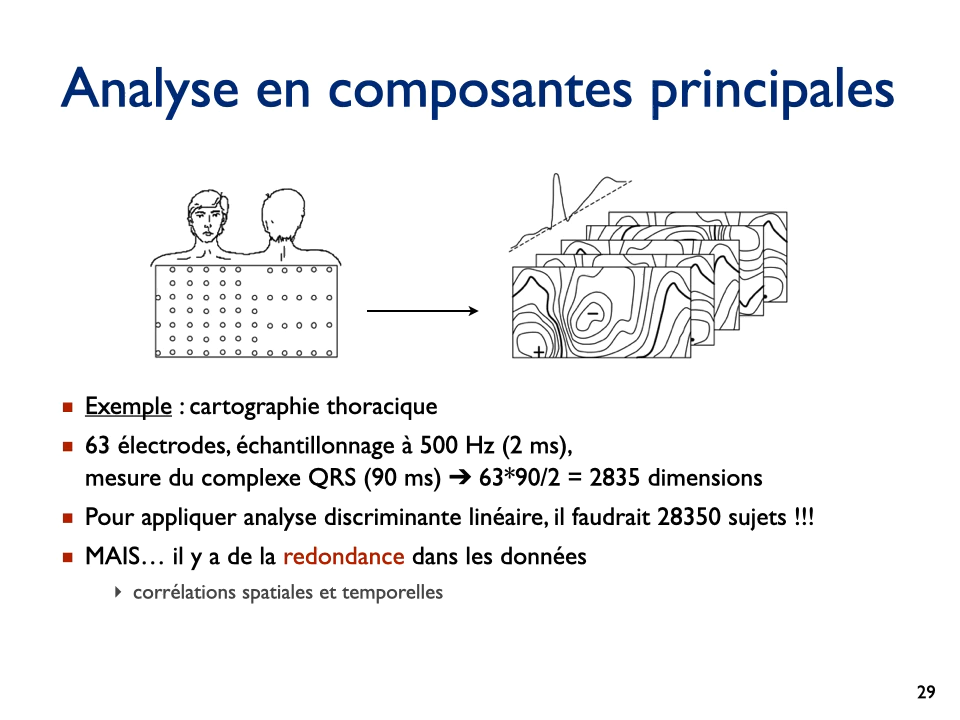 Analyse en composantes principales
−
+
Exemple : cartographie thoracique
63 électrodes, échantillonnage à 500 Hz (2 ms),
mesure du complexe QRS (90 ms) ➔ 63*90/2 = 2835 dimensions
Pour appliquer analyse discriminante linéaire, il faudrait 28350 sujets !!!
MAIS… il y a de la redondance dans les données
corrélations spatiales et temporelles
29